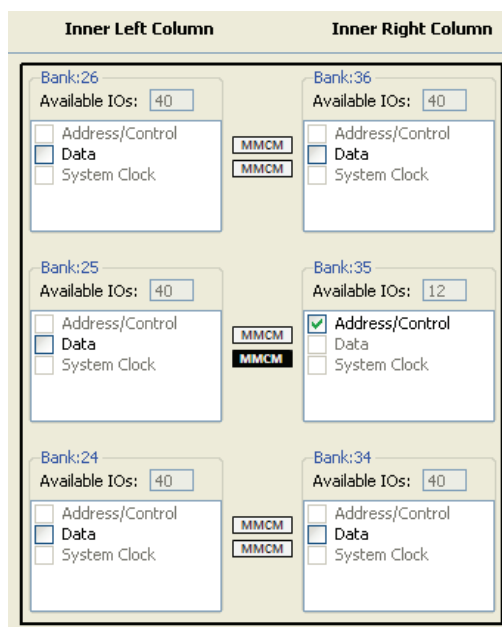 Inner Left Column Inner Right Column
Bank:26 Bank:36
Available IOs: 40 Available IOs: 40
Address/Control MMCM Address/Control
Data MMCM Data
System Clock System Clock
Bank:25 Bank:35
Available IOs: 40 Available IOs: 12
Address/Control MMCM Address/Control
Data MMCM Data
System Clock System Clock
Bank:24 Bank:34
Available IOs: 40 Available IOs: 40
Address/Control MMCM Address/Control
Data MMCM Data
System Clock System Clock